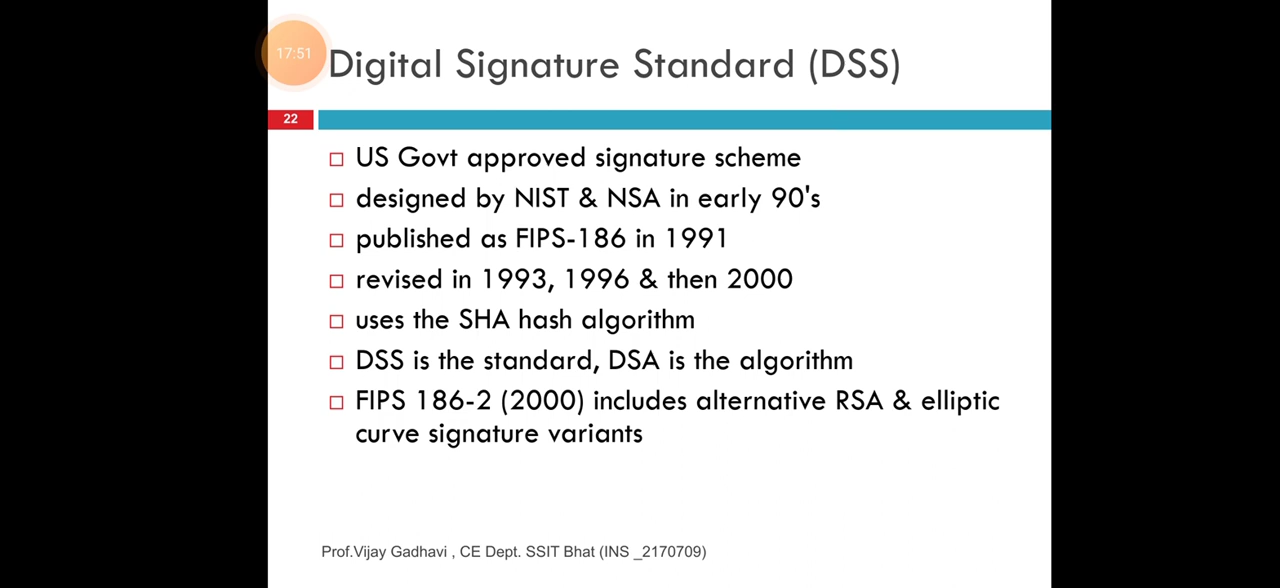 17:51
Digital Signature Standard (DSS)
22
US Govt approved signature scheme
designed by NIST & NSA in early 90's
published as FIPS-186 in 1991
revised in 1993, 1996 & then 2000
uses the SHA hash algorithm
DSS is the standard, DSA is the algorithm
FIPS 186-2 (2000) includes alternative RSA & elliptic
curve signature variants
Prof.Vijay Gadhavi , CE Dept. SSIT Bhat (INS _2170709)